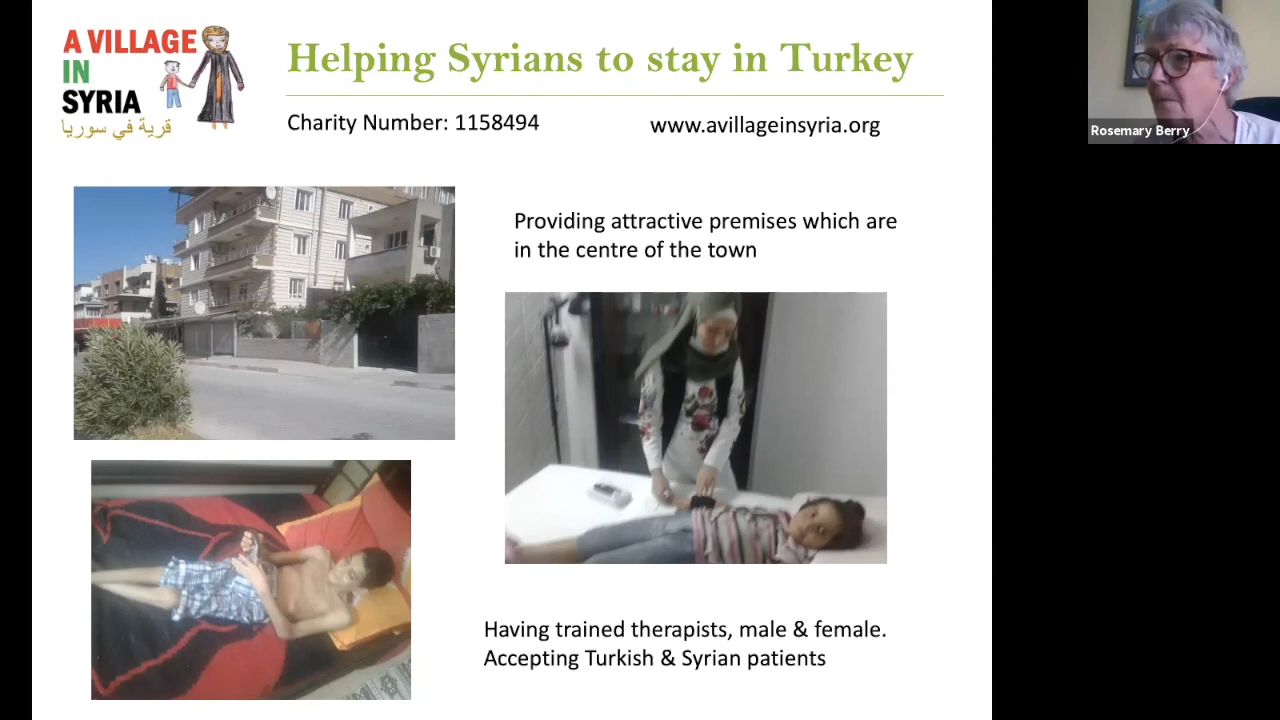 A VILLAGE
IN
SYRIA
قرية في سوريا
Helping Syrians to stay in Turkey
Charity Number: 1158494
www.avillageinsyria.org
Rosemary Berry
Providing attractive premises which are
in the centre of the town
Having trained therapists, male & female.
Accepting Turkish & Syrian patients